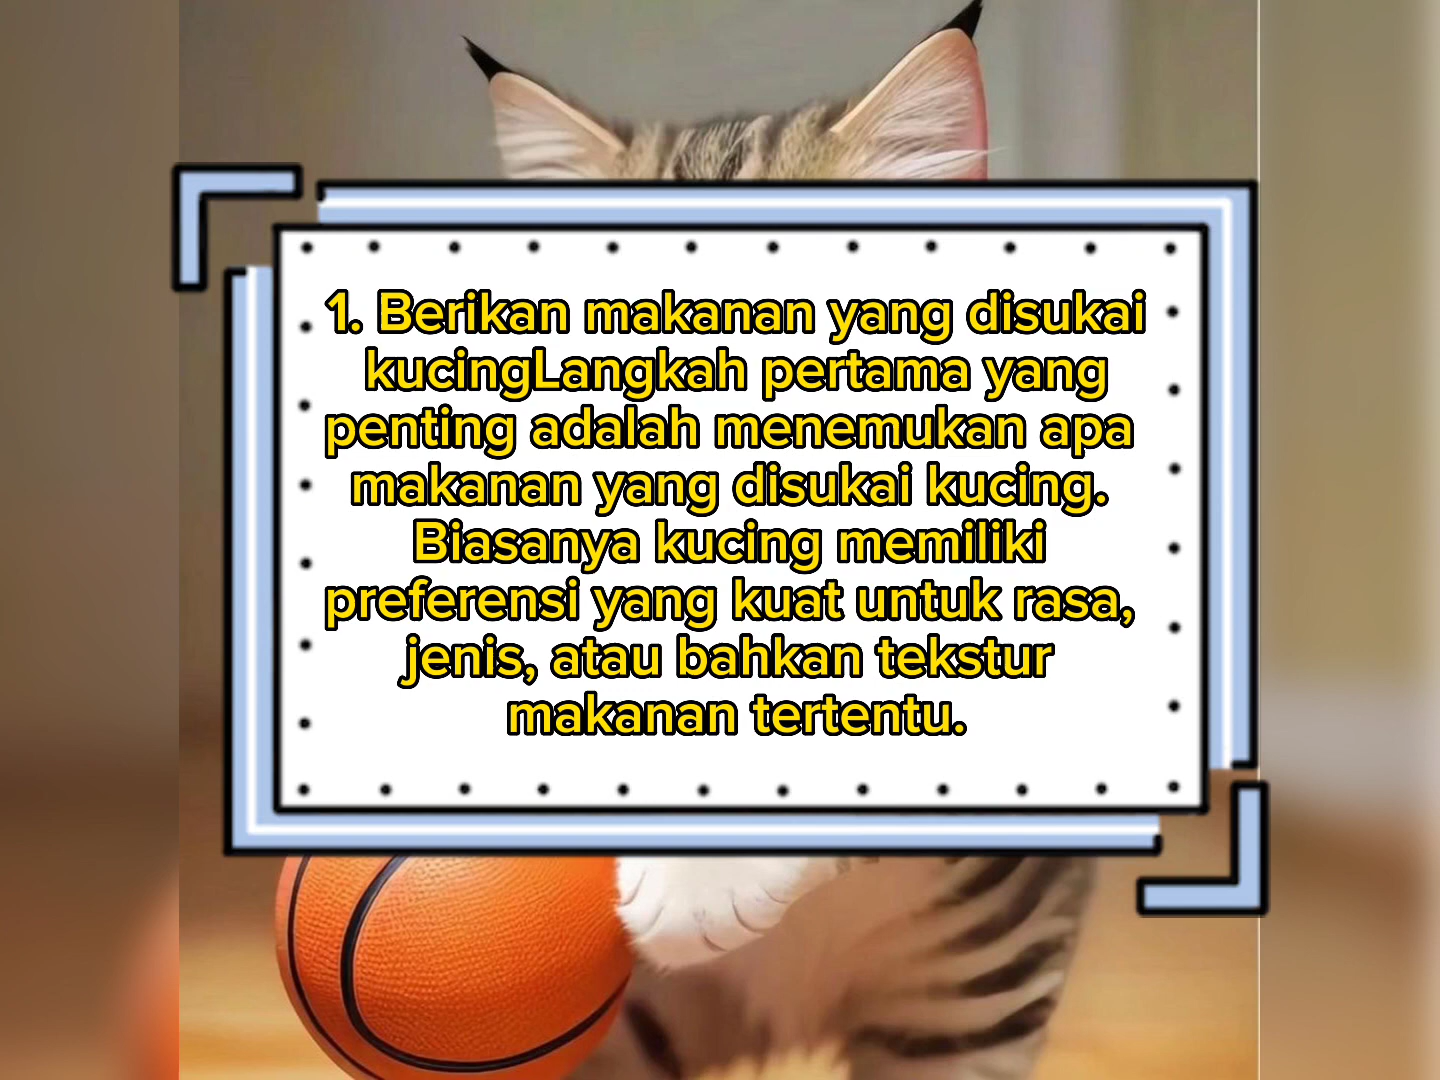 1. Berikan makanan yang disukai
kucingLangkah pertama yang
penting adalah menemukan apa
makanan yang disukai kucing.
Biasanya kucing memiliki
preferensi yang kuat untuk rasa,
jenis, atau bahkan tekstur
makanan tertentu.